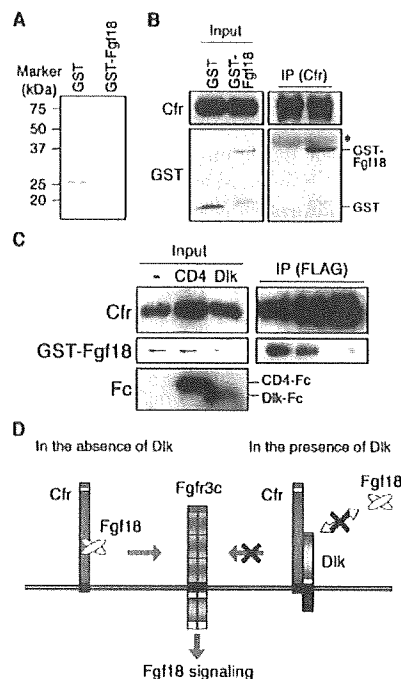 A
Marker
(kDa)
GST
GST-Fgf18
75
50
37
25
20
B
Input
GST
GST-
Fgf18
IP (Cfr)
Cfr
GST
*
GST-
Fgf18
GST
C
Input
- CD4 Dlk
IP (FLAG)
Cfr
GST-Fgf18
Fc
CD4-Fc
Dlk-Fc
D
In the absence of Dlk
In the presence of Dlk
Cfr
Fgf18
Fgfr3c
Cfr
Fgf18
Dlk
Fgf18 signaling